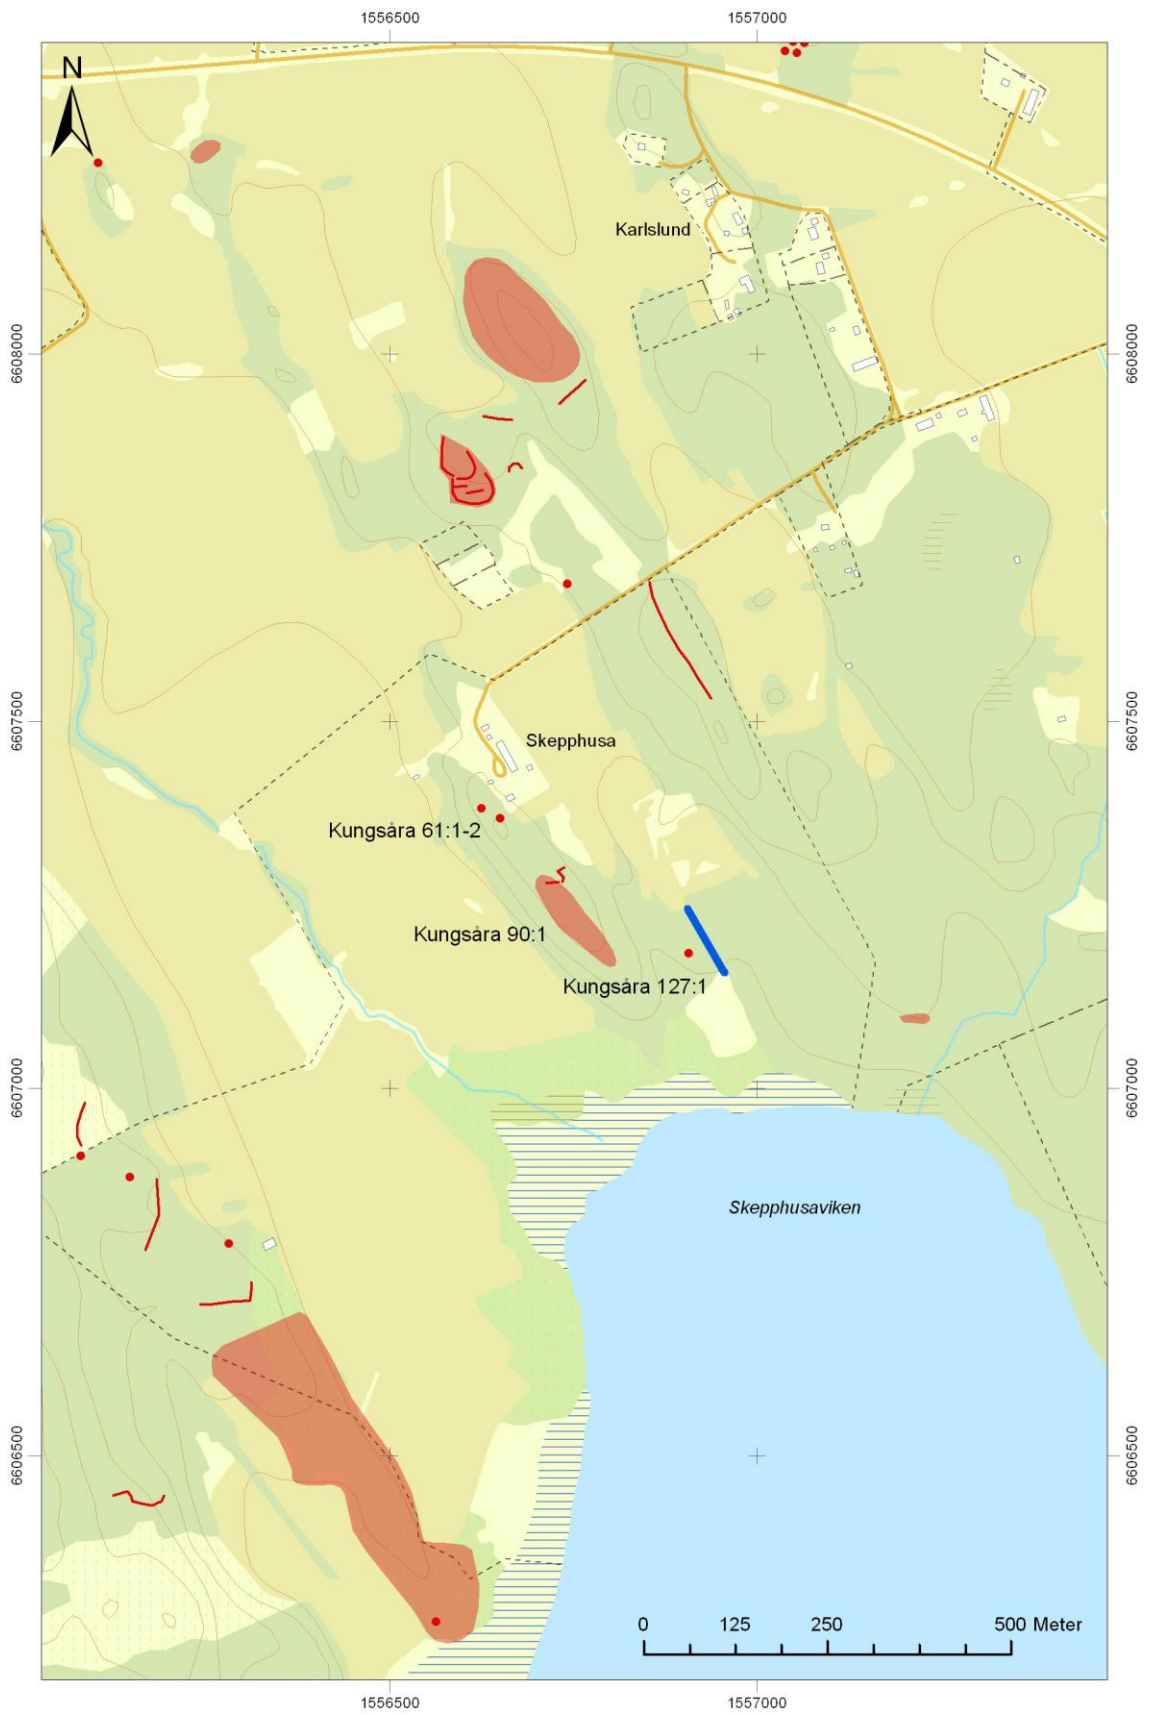 1556500 1557000
N
Karlslund
6608000 6608000
6607500 6607500
Skepphusa
Kungsåra 61:1-2
Kungsåra 90:1
Kungsåra 127:1
6607000 6607000
Skepphusaviken
6606500 6606500
0 125 250 500 Meter
1556500 1557000